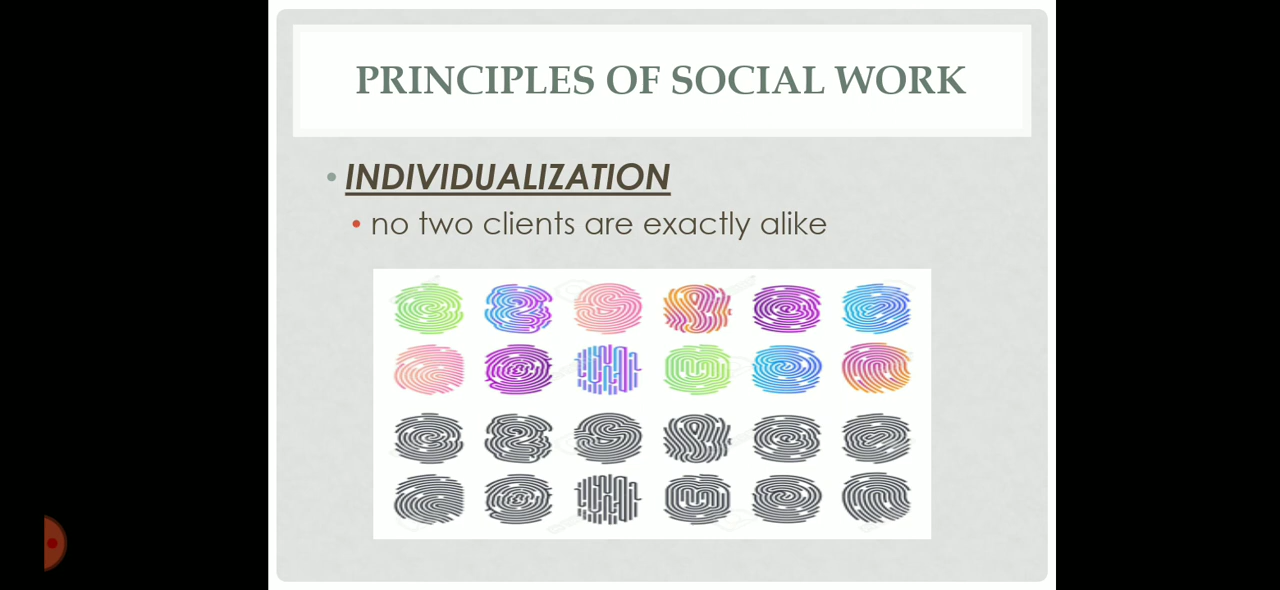 PRINCIPLES OF SOCIAL WORK
• INDIVIDUALIZATION
• no two clients are exactly alike